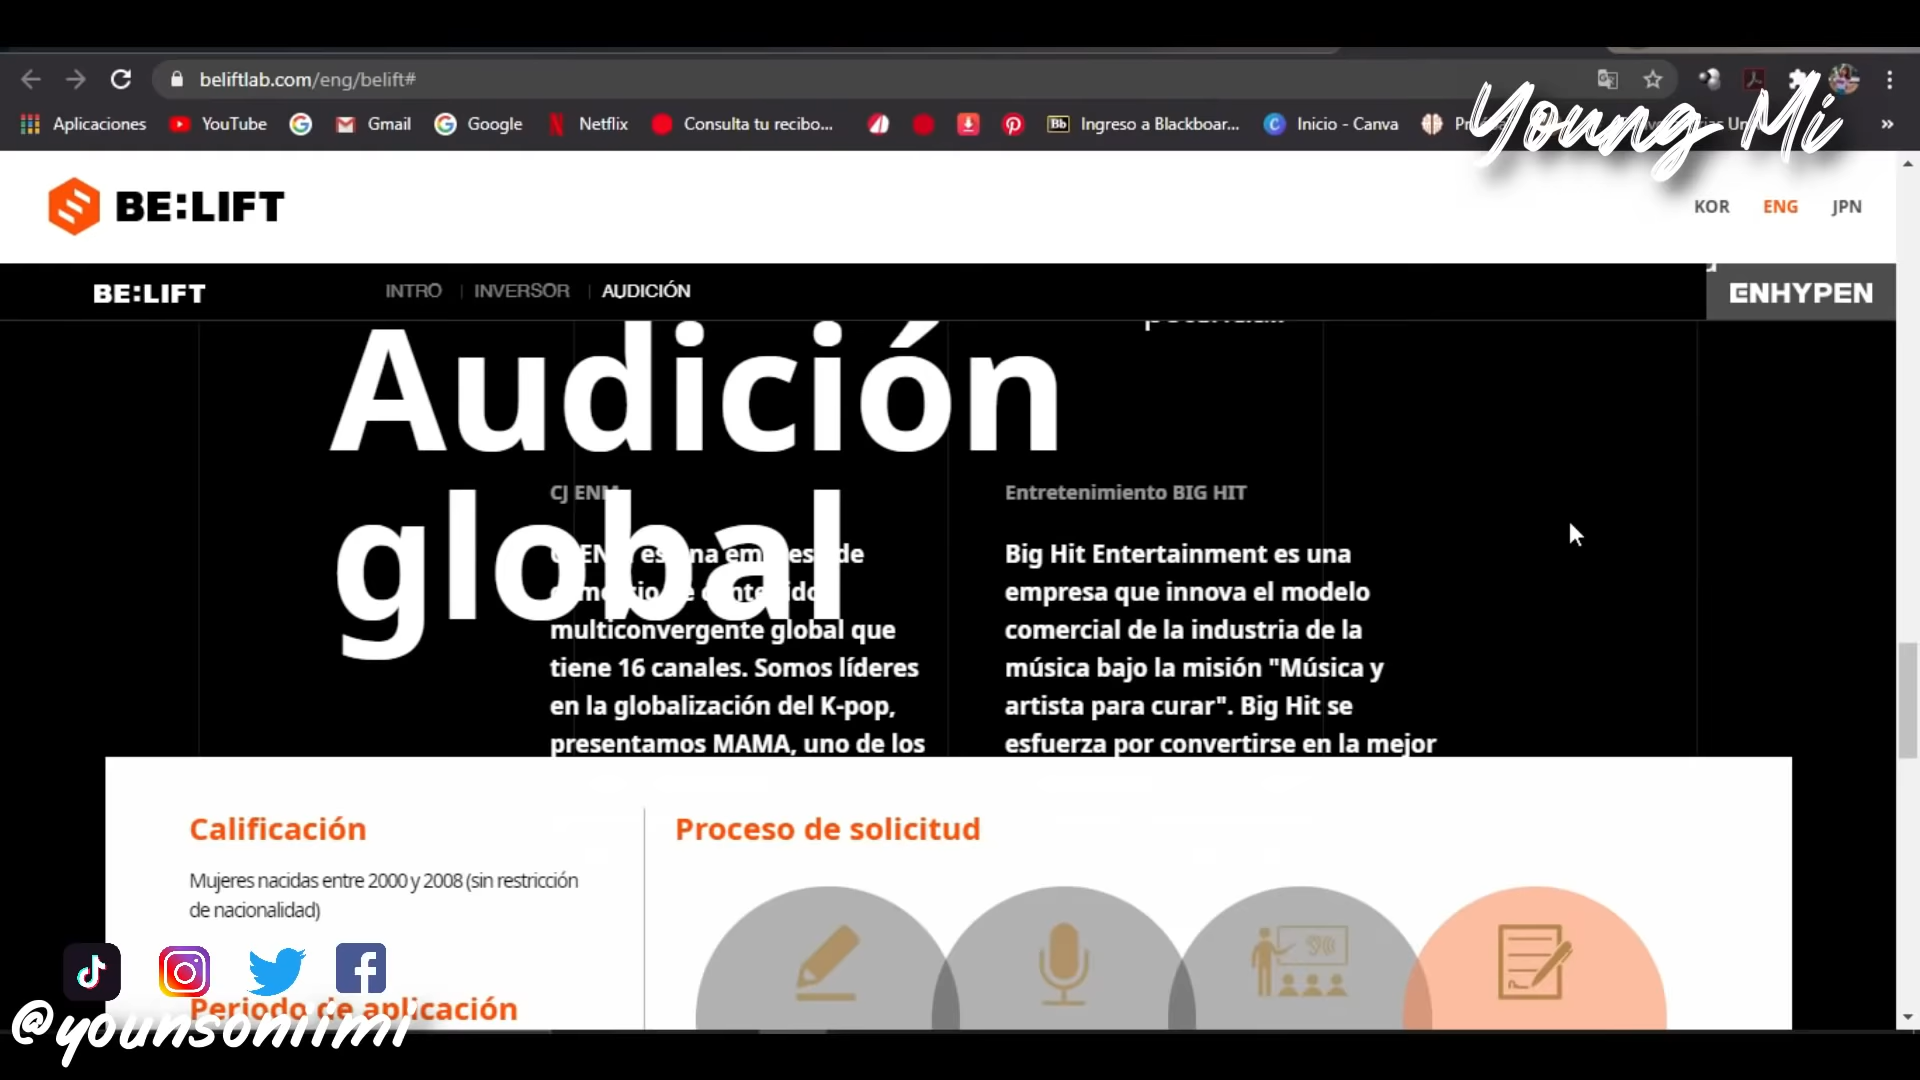 beliftlab.com/eng/belift#
Young Mi
Aplicaciones YouTube Gmail Google Netflix Consulta tu recibo... Bb Ingreso a Blackboar... Inicio - Canva »
BE:LIFT
KOR ENG JPN
BE:LIFT INTRO | INVERSOR | AUDICIÓN ENHYPEN
Audición
global
CJ ENM
multiconvergente global que
tiene 16 canales. Somos líderes
en la globalización del K-pop,
presentamos MAMA, uno de los
Entretenimiento BIG HIT
Big Hit Entertainment es una
empresa que innova el modelo
comercial de la industria de la
música bajo la misión "Música y
artista para curar". Big Hit se
esfuerza por convertirse en la mejor
Calificación
Mujeres nacidas entre 2000 y 2008 (sin restricción
de nacionalidad)
Periodo de aplicación
Proceso de solicitud
@younsoniimi